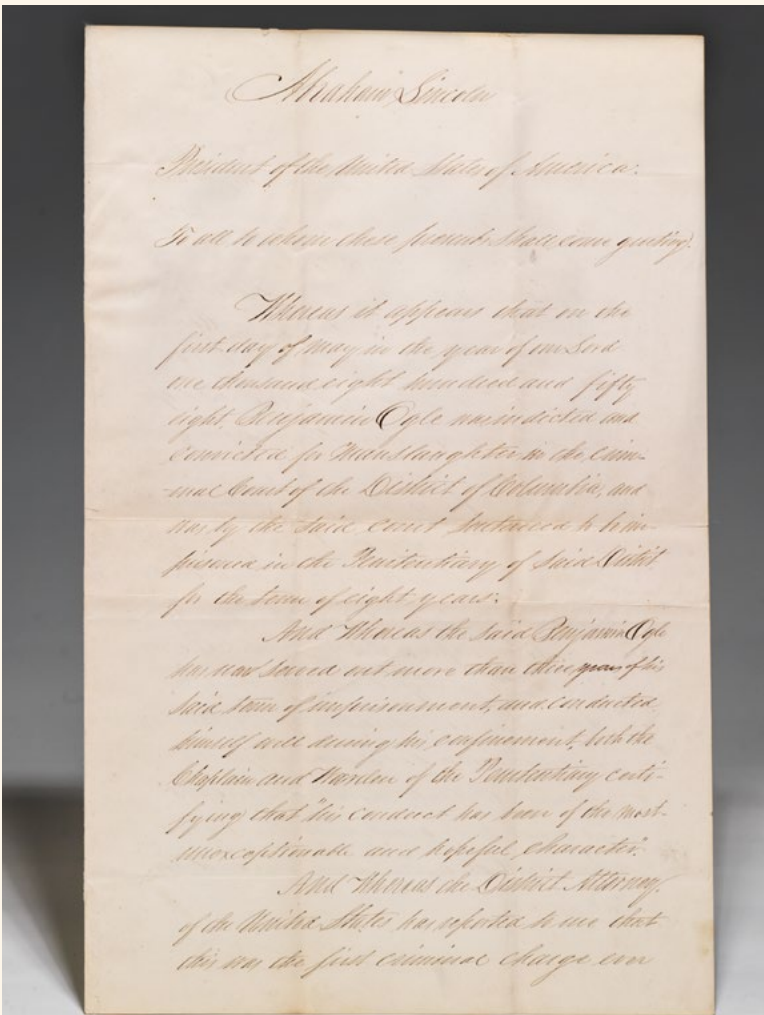 Abraham Lincoln
President of the United States of America.
To all to whom these presents shall come greeting.
Whereas it appears that on the
first day of May in the year of our Lord
one thousand eight hundred and fifty
eight, Benjamin Ogle was indicted and
convicted for Manslaughter in the Crim-
-inal Court of the District of Columbia, and
was by the said court sentenced to be im-
prisoned in the Penitentiary of said District
for the term of eight years.
And Whereas the said Benjamin Ogle
has now served out more than three years of his
said term of imprisonment, and conducted
himself well during his confinement, both the
Chaplain and Warden of the Penitentiary certi-
fying that "his conduct has been of the most
unexceptionable and hopeful character."
And Whereas the District Attorney
of the United States has reported to me that
this was the first criminal charge ever